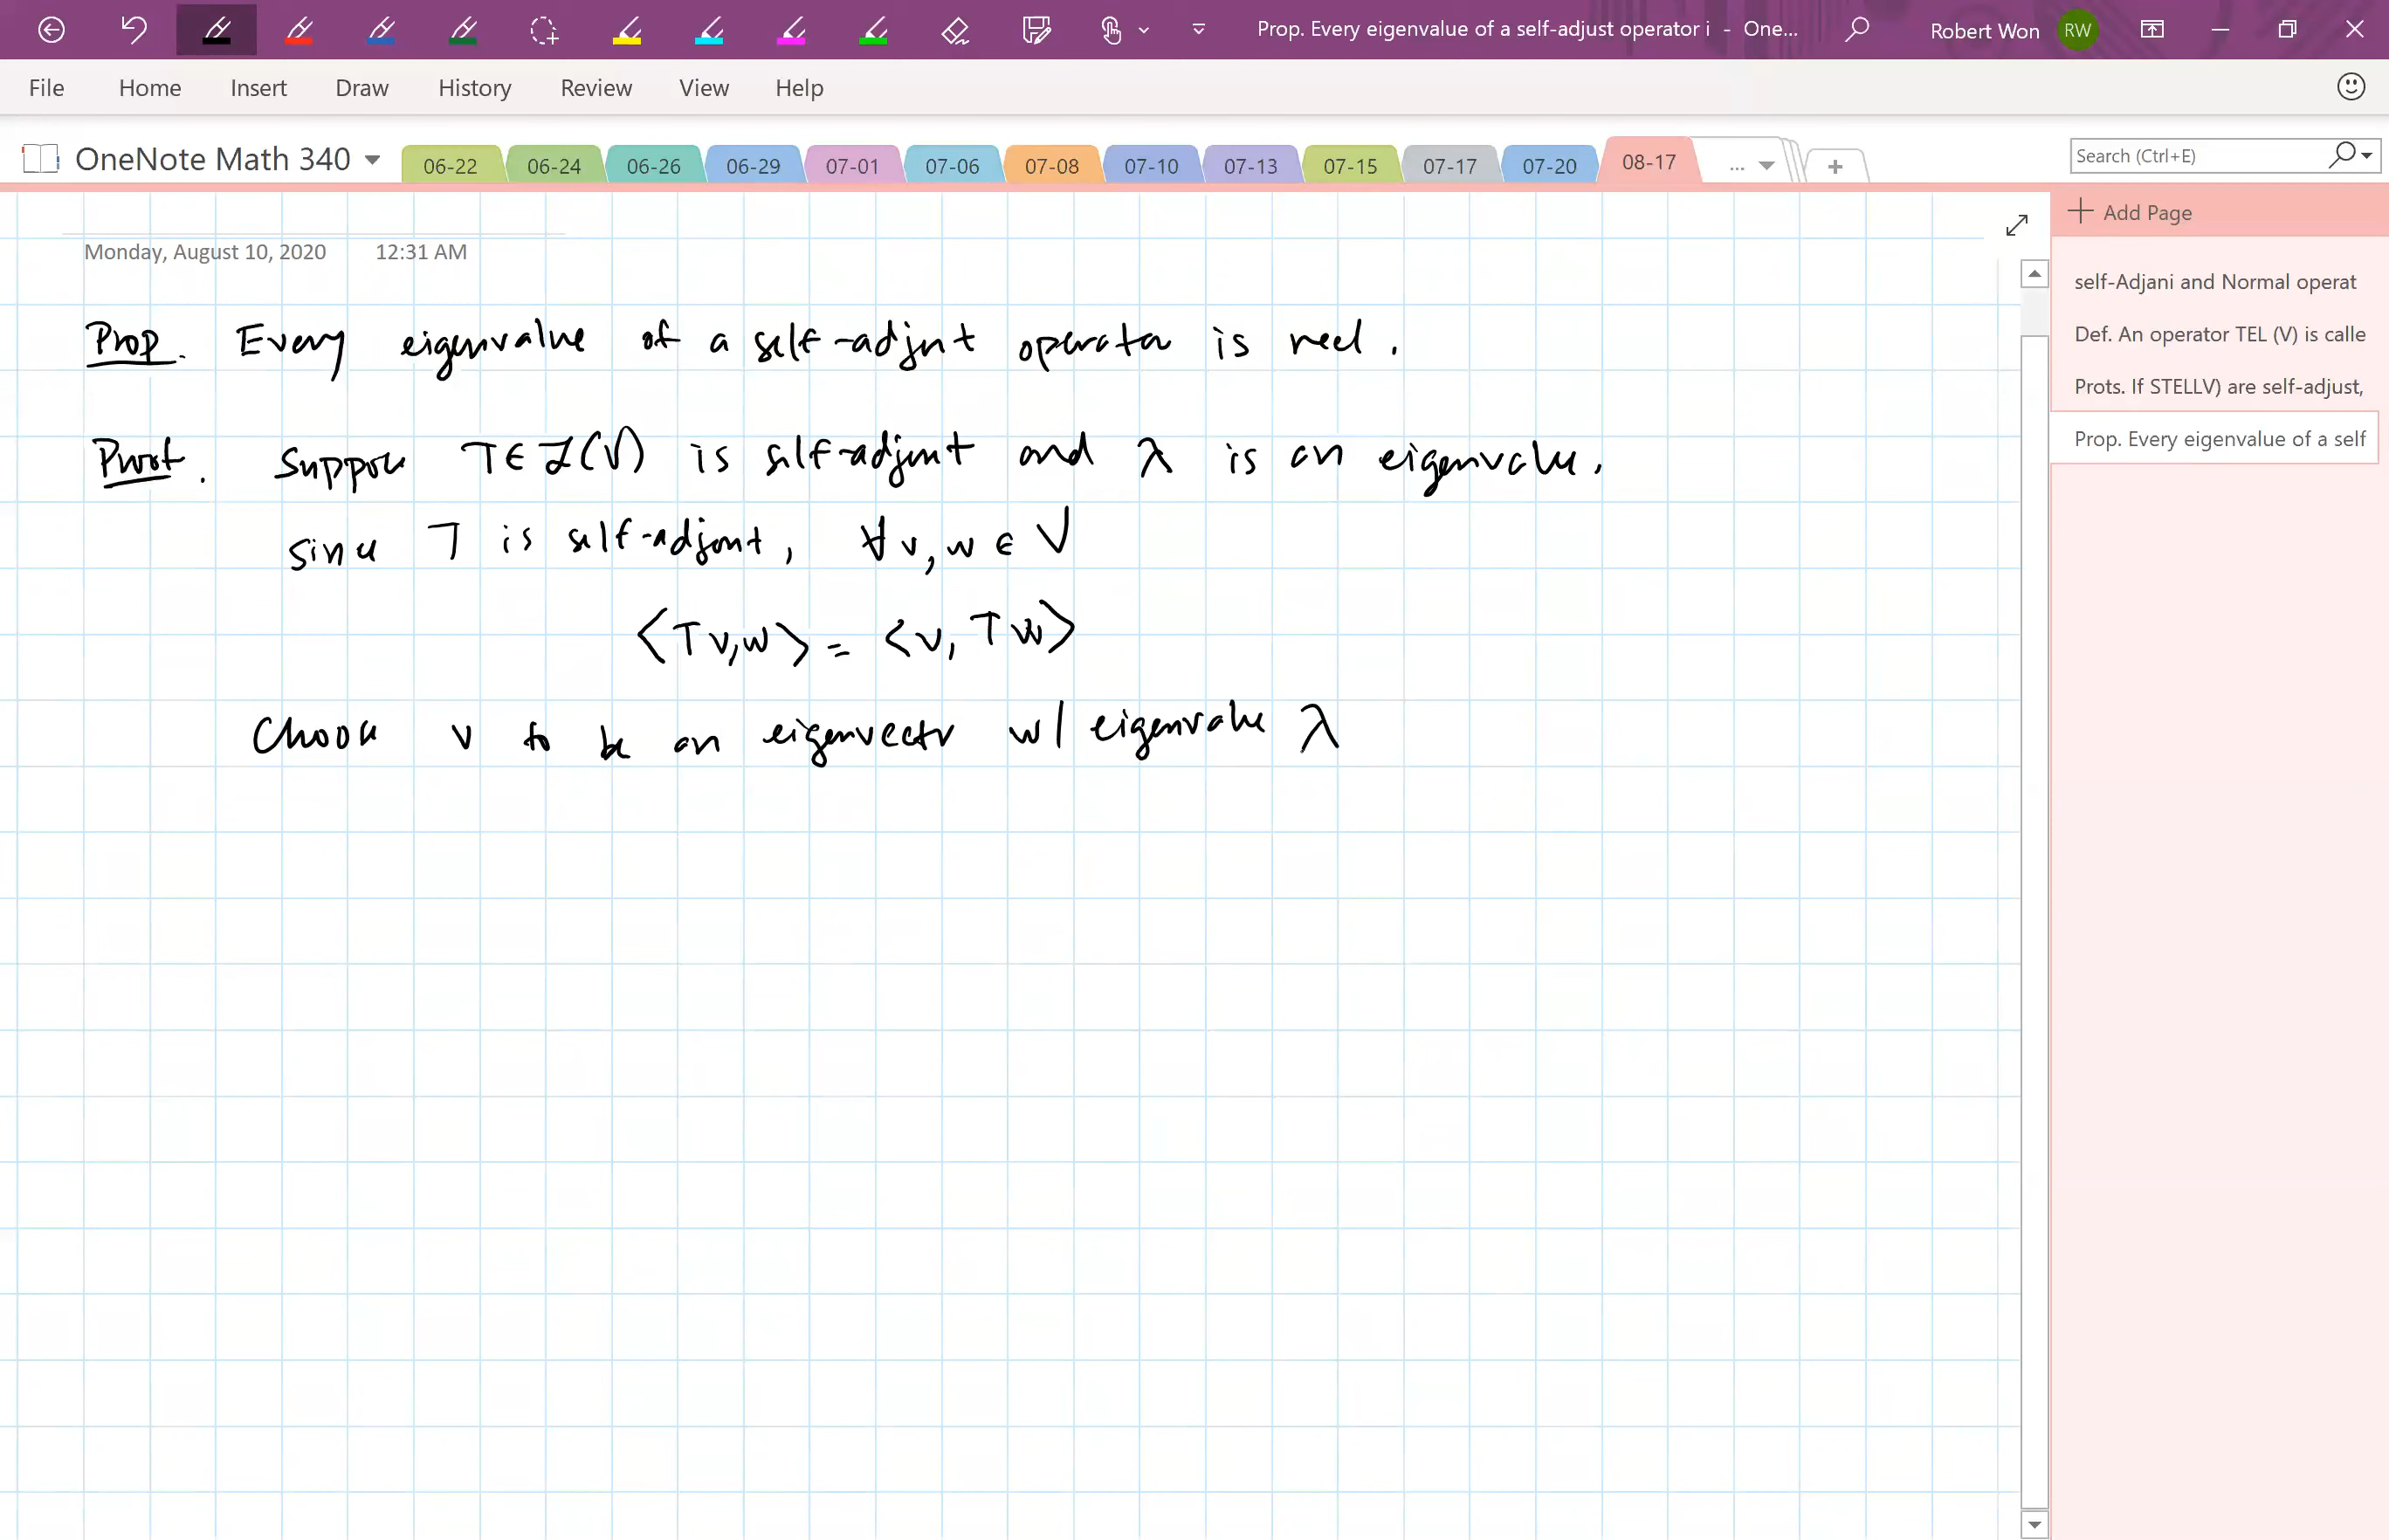 Prop. Every eigenvalue of a self-adjust operator i - One...
Robert Won
RW
File Home Insert Draw History Review View Help
OneNote Math 340
06-22 06-24 06-26 06-29 07-01 07-06 07-08 07-10 07-13 07-15 07-17 07-20 08-17 ... +
Search (Ctrl+E)
Monday, August 10, 2020 12:31 AM
Prop. Every eigenvalue of a self-adjoint operator is real.
Proof. Suppose T∈ℒ(V) is self-adjoint and λ is an eigenvalue.
since T is self-adjoint, ∀ v, w ∈ V
⟨Tv,w⟩ = ⟨v, Tw⟩
Choose v to be an eigenvector w/ eigenvalue λ
Add Page
self-Adjani and Normal operat
Def. An operator TEL (V) is calle
Prots. If STELLV) are self-adjust,
Prop. Every eigenvalue of a self